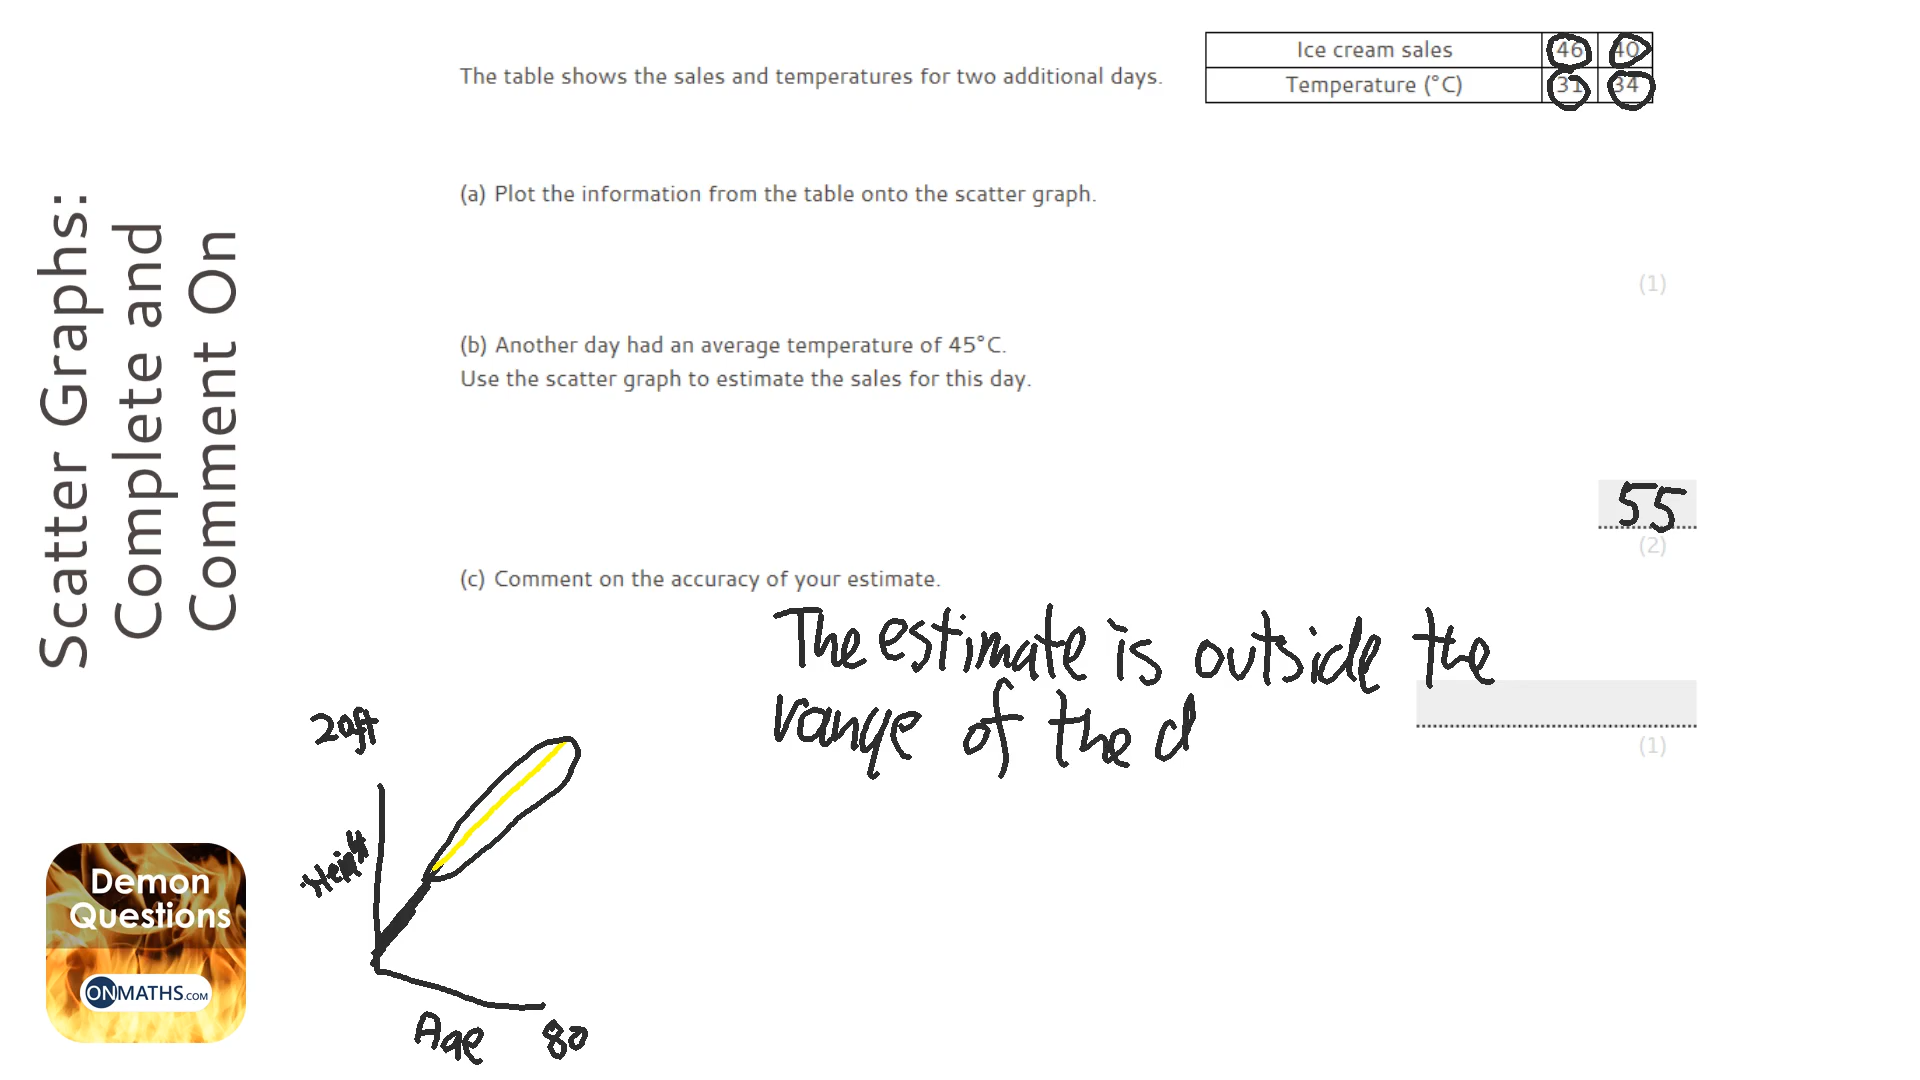 Scatter Graphs:
Complete and
Comment On
The table shows the sales and temperatures for two additional days.
Ice cream sales 46 40
Temperature (°C) 31 34
(a) Plot the information from the table onto the scatter graph.
(1)
(b) Another day had an average temperature of 45°C.
Use the scatter graph to estimate the sales for this day.
55
(2)
(c) Comment on the accuracy of your estimate.
The estimate is outside the
range of the d
(1)
20ft
Height
Age 80
Demon
Questions
ONMATHS.COM